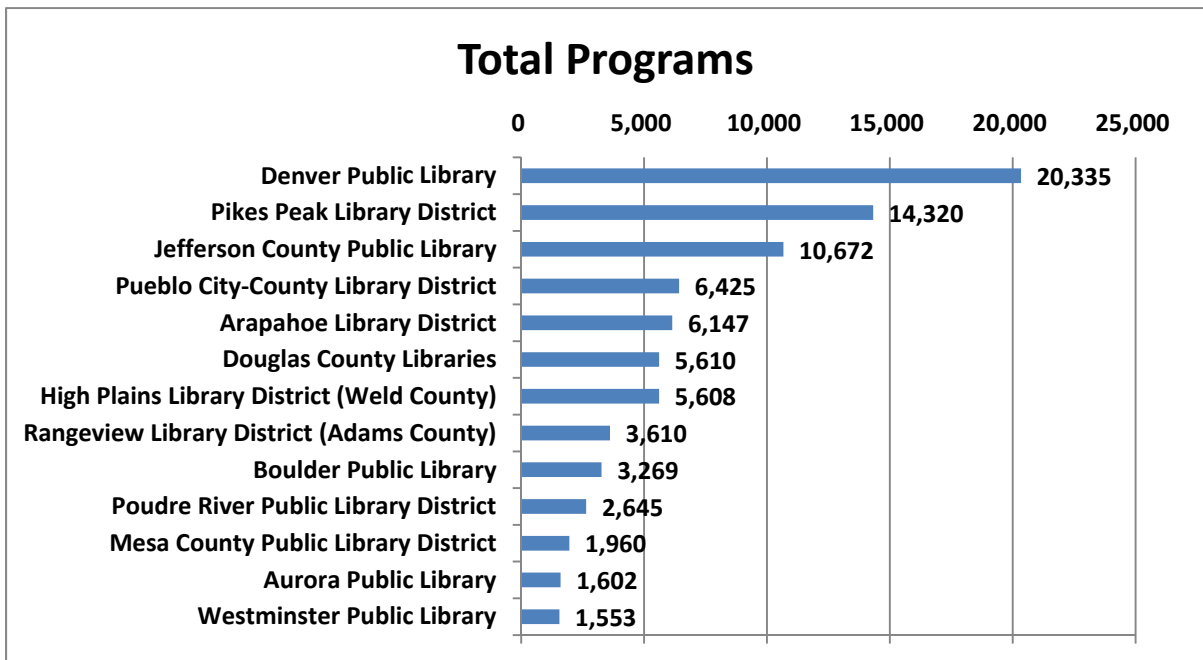 Total Programs
0 5,000 10,000 15,000 20,000 25,000
Denver Public Library 20,335
Pikes Peak Library District 14,320
Jefferson County Public Library 10,672
Pueblo City-County Library District 6,425
Arapahoe Library District 6,147
Douglas County Libraries 5,610
High Plains Library District (Weld County) 5,608
Rangeview Library District (Adams County) 3,610
Boulder Public Library 3,269
Poudre River Public Library District 2,645
Mesa County Public Library District 1,960
Aurora Public Library 1,602
Westminster Public Library 1,553